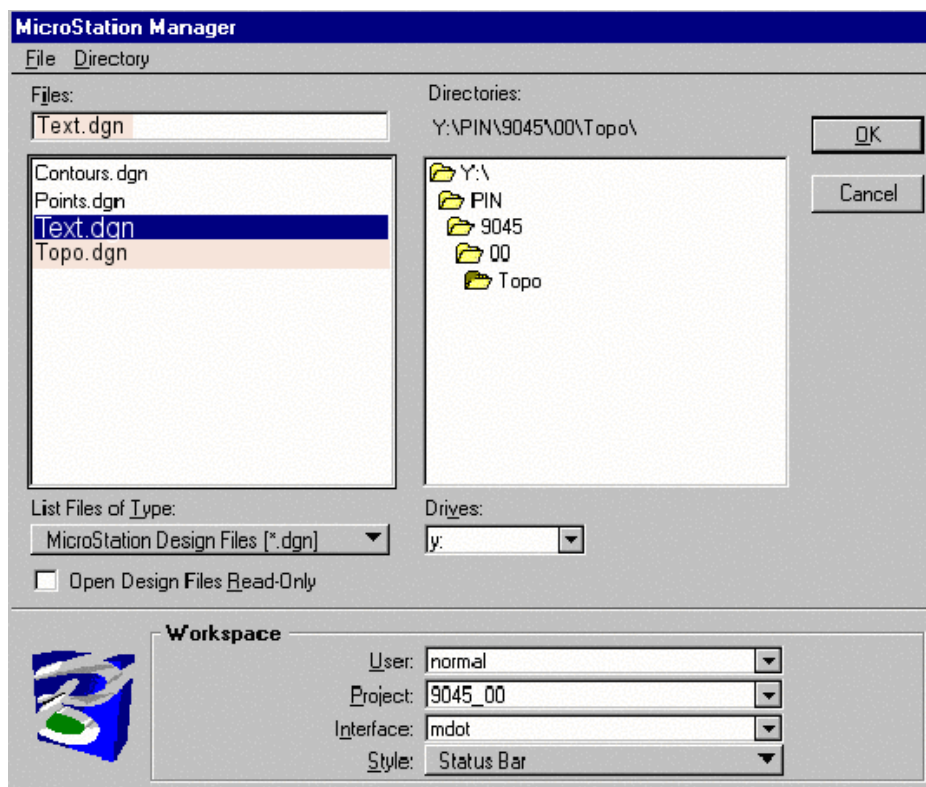 MicroStation Manager
File Directory
Files:
Text.dgn
Contours.dgn
Points.dgn
Text.dgn
Topo.dgn
Directories:
Y:\PIN\9045\00\Topo\
Y:\
PIN
9045
00
Topo
OK
Cancel
List Files of Type:
MicroStation Design Files [*.dgn]
Drives:
y:
Open Design Files Read-Only
Workspace
User: normal
Project: 9045_00
Interface: mdot
Style: Status Bar